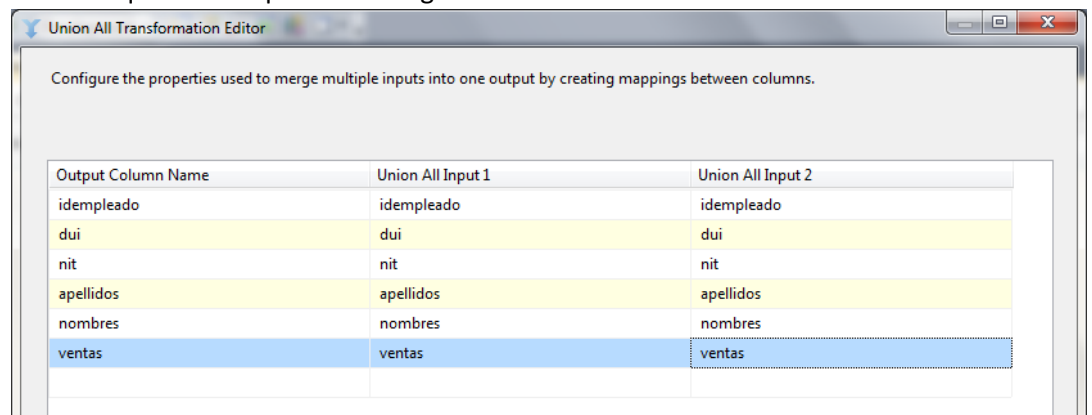 Union All Transformation Editor
Configure the properties used to merge multiple inputs into one output by creating mappings between columns.
Output Column Name Union All Input 1 Union All Input 2
idempleado idempleado idempleado
dui dui dui
nit nit nit
apellidos apellidos apellidos
nombres nombres nombres
ventas ventas ventas